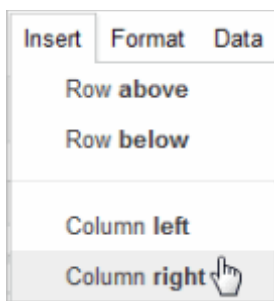 Insert Format Data
Row above
Row below
Column left
Column right